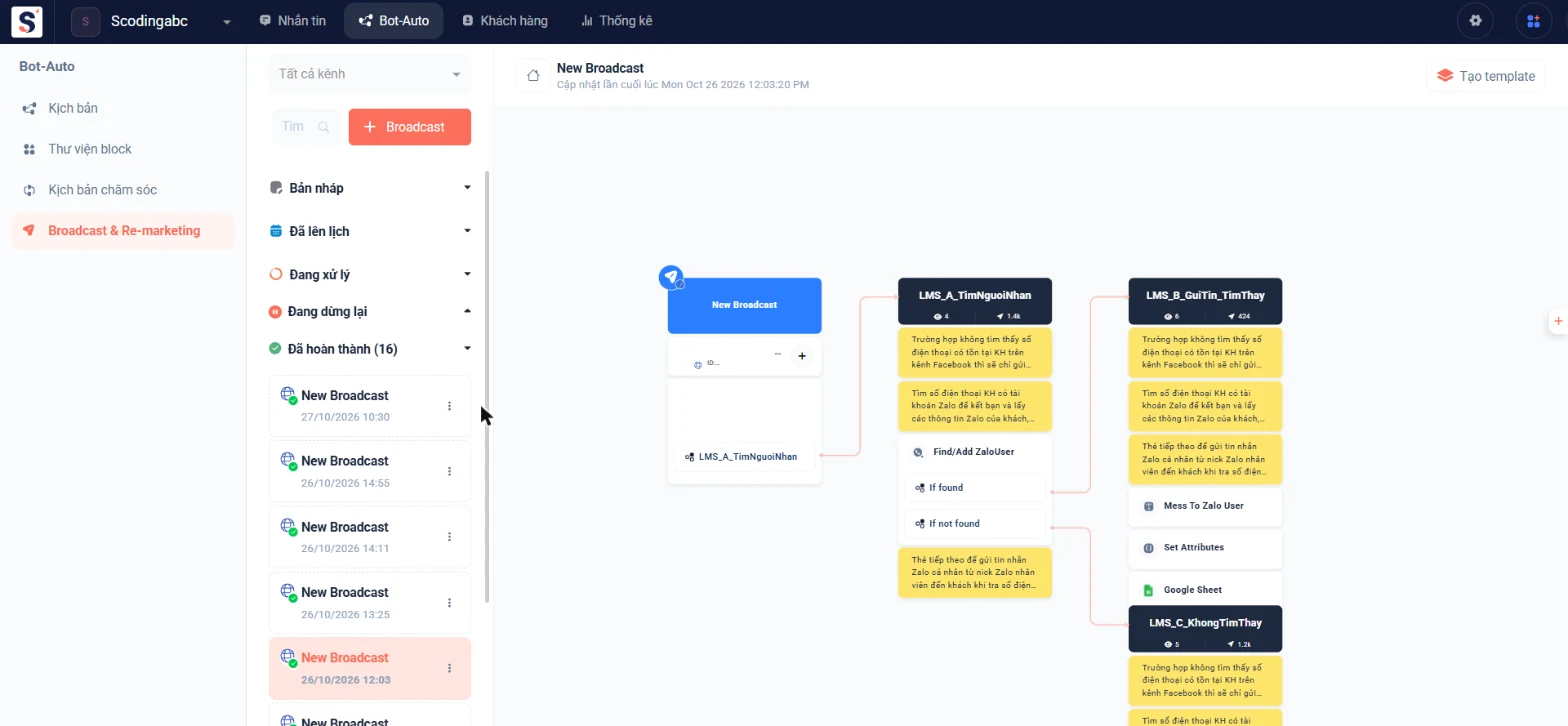 S
S
Scodingabc
Nhắn tin
Bot-Auto
Khách hàng
Thống kê
Bot-Auto
Kịch bản
Thư viện block
Kịch bản chăm sóc
Broadcast & Re-marketing
Tất cả kênh
Tìm
+ Broadcast
Bản nháp
Đã lên lịch
Đang xử lý
Đang dừng lại
Đã hoàn thành (16)
New Broadcast
27/10/2026 10:30
New Broadcast
26/10/2026 14:55
New Broadcast
26/10/2026 14:11
New Broadcast
26/10/2026 13:25
New Broadcast
26/10/2026 12:03
New Broadcast
New Broadcast
Cập nhật lần cuối lúc Mon Oct 26 2026 12:03:20 PM
Tạo template
New Broadcast
ID:...
LMS_A_TimNguoiNhan
LMS_A_TimNguoiNhan
4 1.4k
Trường hợp không tìm thấy số
điện thoại có tồn tại KH trên
kênh Facebook thì sẽ chỉ gửi...
Tìm số điện thoại KH có tài
khoản Zalo để kết bạn và lấy
các thông tin Zalo của khách,...
Find/Add ZaloUser
If found
If not found
Thẻ tiếp theo để gửi tin nhắn
Zalo cá nhân từ nick Zalo nhân
viên đến khách khi tra số điện...
LMS_B_GuiTin_TimThay
6 424
Trường hợp không tìm thấy số
điện thoại có tồn tại KH trên
kênh Facebook thì sẽ chỉ gửi...
Tìm số điện thoại KH có tài
khoản Zalo để kết bạn và lấy
các thông tin Zalo của khách,...
Thẻ tiếp theo để gửi tin nhắn
Zalo cá nhân từ nick Zalo nhân
viên đến khách khi tra số điện...
Mess To Zalo User
Set Attributes
Google Sheet
LMS_C_KhongTimThay
5 1.2k
Trường hợp không tìm thấy số
điện thoại có tồn tại KH trên
kênh Facebook thì sẽ chỉ gửi...
Tìm số điện thoại KH có tài